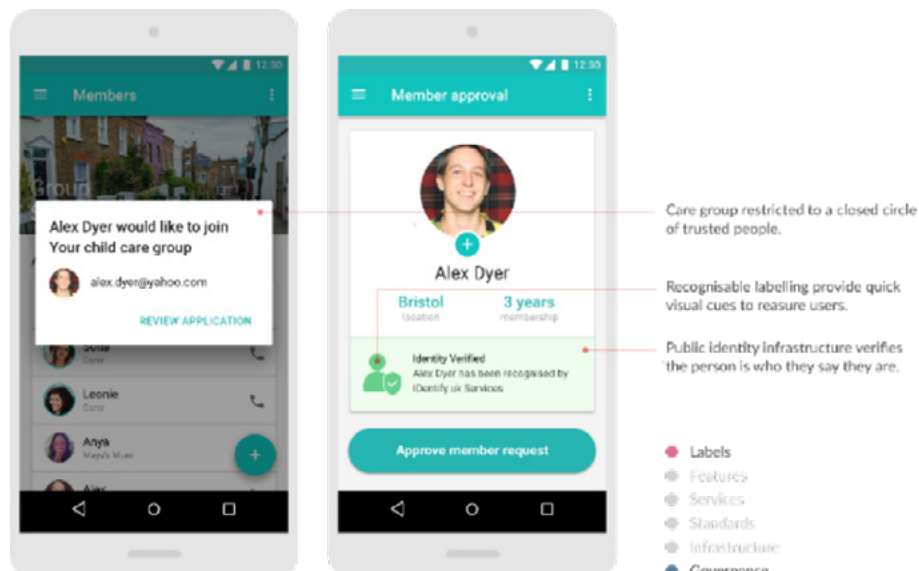 12:30
Members
Group
Alex Dyer would like to join
Your child care group
alex.dyer@yahoo.com
REVIEW APPLICATION
Sofia
Carer
Leonie
Carer
Anya
Maya's Mum
Alex
12:30
Member approval
Alex Dyer
Bristol
location
3 years
membership
Identity Verified
Alex Dyer has been recognised by
IDentify.uk Services
Approve member request
Care group restricted to a closed circle
of trusted people.
Recognisable labelling provide quick
visual cues to reasure users.
Public identity infrastructure verifies
the person is who they say they are.
Labels
Features
Services
Standards
Infrastructure
Governance